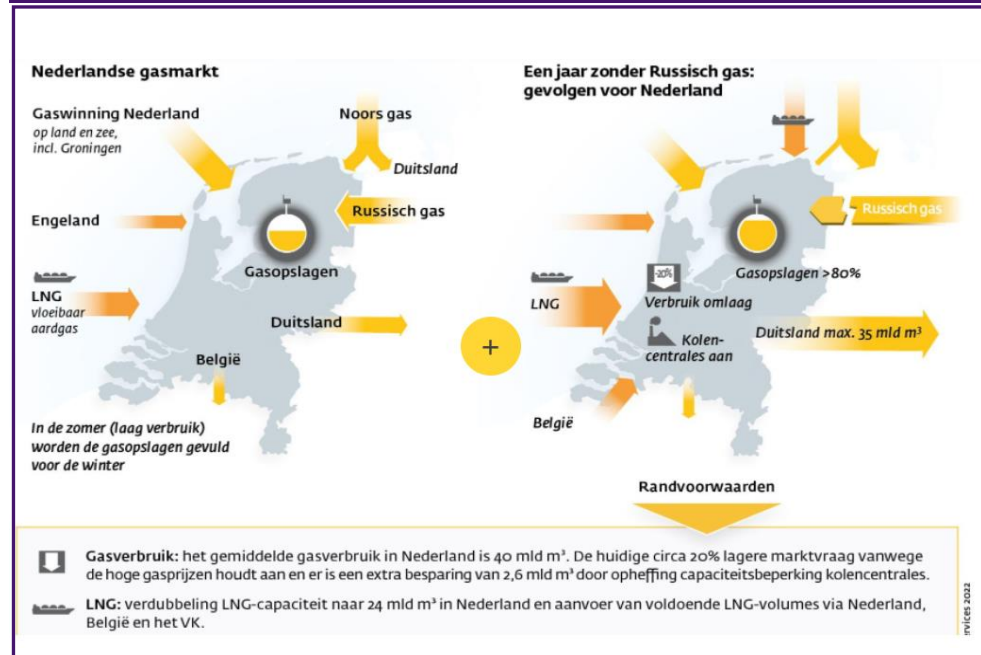 Nederlandse gasmarkt
Gaswinning Nederland
op land en zee,
incl. Groningen
Noors gas
Duitsland
Engeland
Russisch gas
Gasopslagen
LNG
vloeibaar
aardgas
Duitsland
België
In de zomer (laag verbruik)
worden de gasopslagen gevuld
voor de winter
+
Een jaar zonder Russisch gas:
gevolgen voor Nederland
Russisch gas
-20%
Gasopslagen >80%
LNG
Verbruik omlaag
Kolen-
centrales aan
Duitsland max. 35 mld m³
België
Randvoorwaarden
Gasverbruik: het gemiddelde gasverbruik in Nederland is 40 mld m³. De huidige circa 20% lagere marktvraag vanwege
de hoge gasprijzen houdt aan en er is een extra besparing van 2,6 mld m³ door opheffing capaciteitsbeperking kolencentrales.
LNG: verdubbeling LNG-capaciteit naar 24 mld m³ in Nederland en aanvoer van voldoende LNG-volumes via Nederland,
België en het VK.
rvices 2022